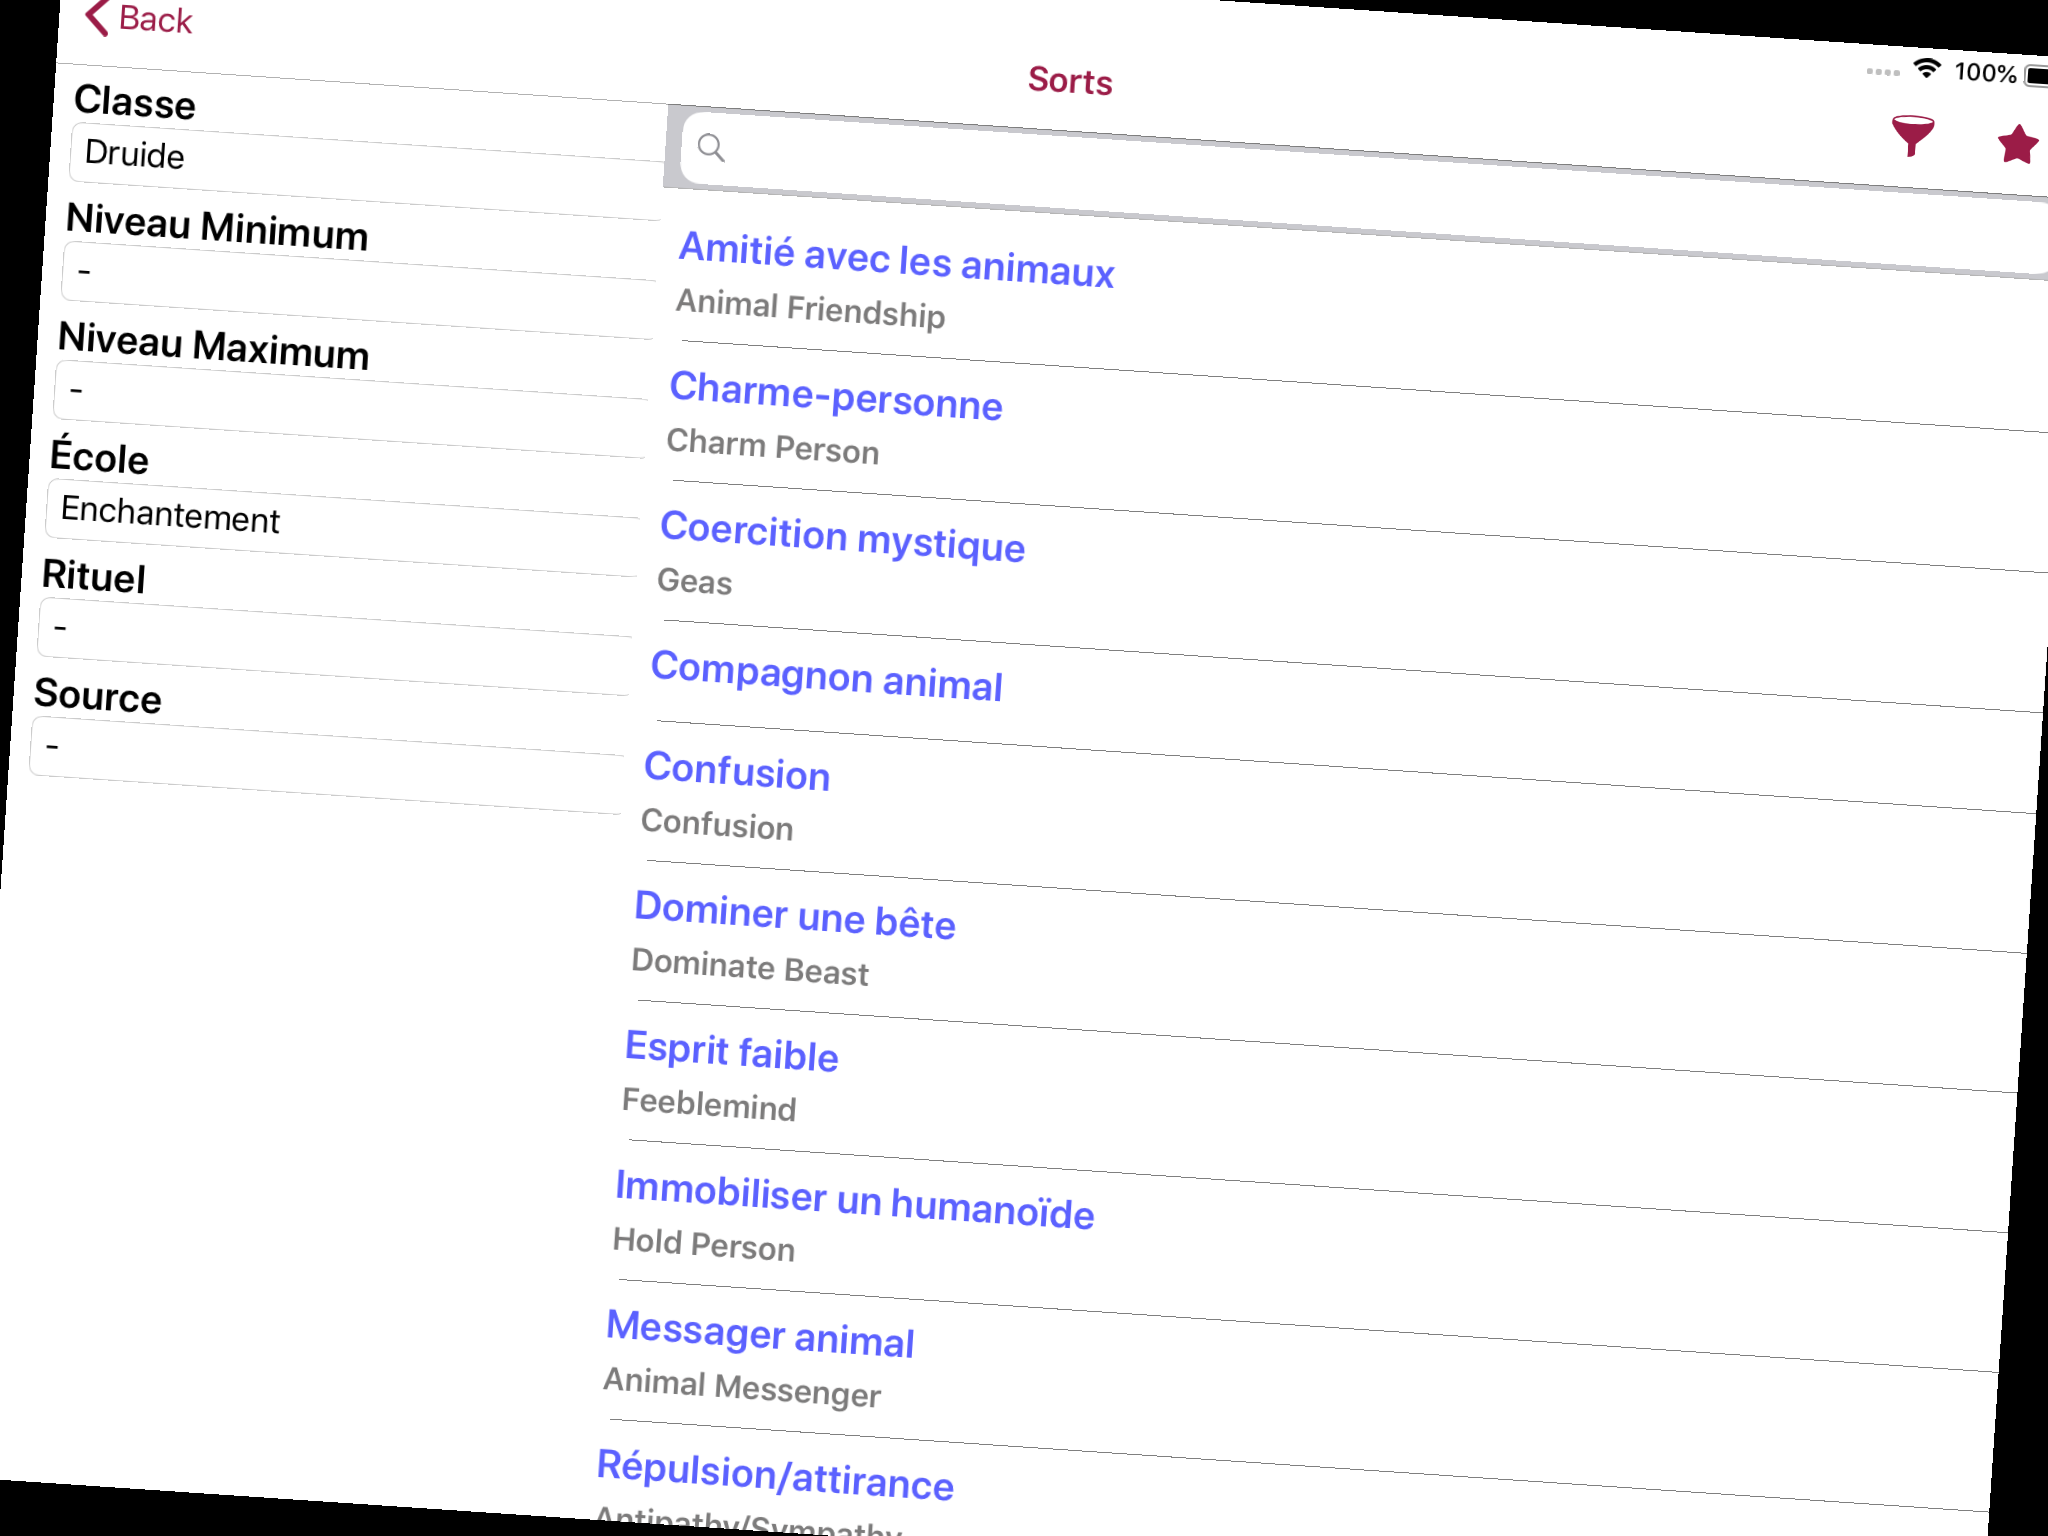 Back
Sorts
100%
Classe
Druide
Niveau Minimum
-
Niveau Maximum
-
École
Enchantement
Rituel
-
Source
-
Amitié avec les animaux
Animal Friendship
Charme-personne
Charm Person
Coercition mystique
Geas
Compagnon animal
Confusion
Confusion
Dominer une bête
Dominate Beast
Esprit faible
Feeblemind
Immobiliser un humanoïde
Hold Person
Messager animal
Animal Messenger
Répulsion/attirance
Antipathy/Sympathy